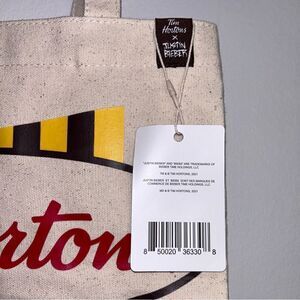 Tim
Hortons
X
JUSTIN
BIEBER
"JUSTIN BIEBER" AND "BIEBS" ARE TRADEMARKS OF
BIEBER TIME HOLDINGS, LLC
TM & © TIM HORTONS, 2021
JUSTIN BIEBER ET BIEBS SONT DES MARQUES DE
COMMERCE DE BIEBER TIME HOLDINGS, LLC
MD & © TIM HORTONS, 2021
8 50020 36330 8
ortons